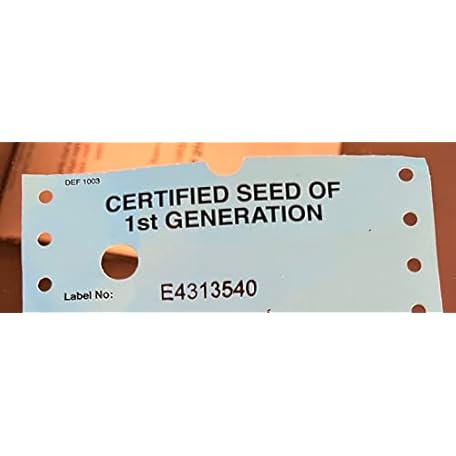 DEF 1003
CERTIFIED SEED OF
1st GENERATION
Label No: E4313540